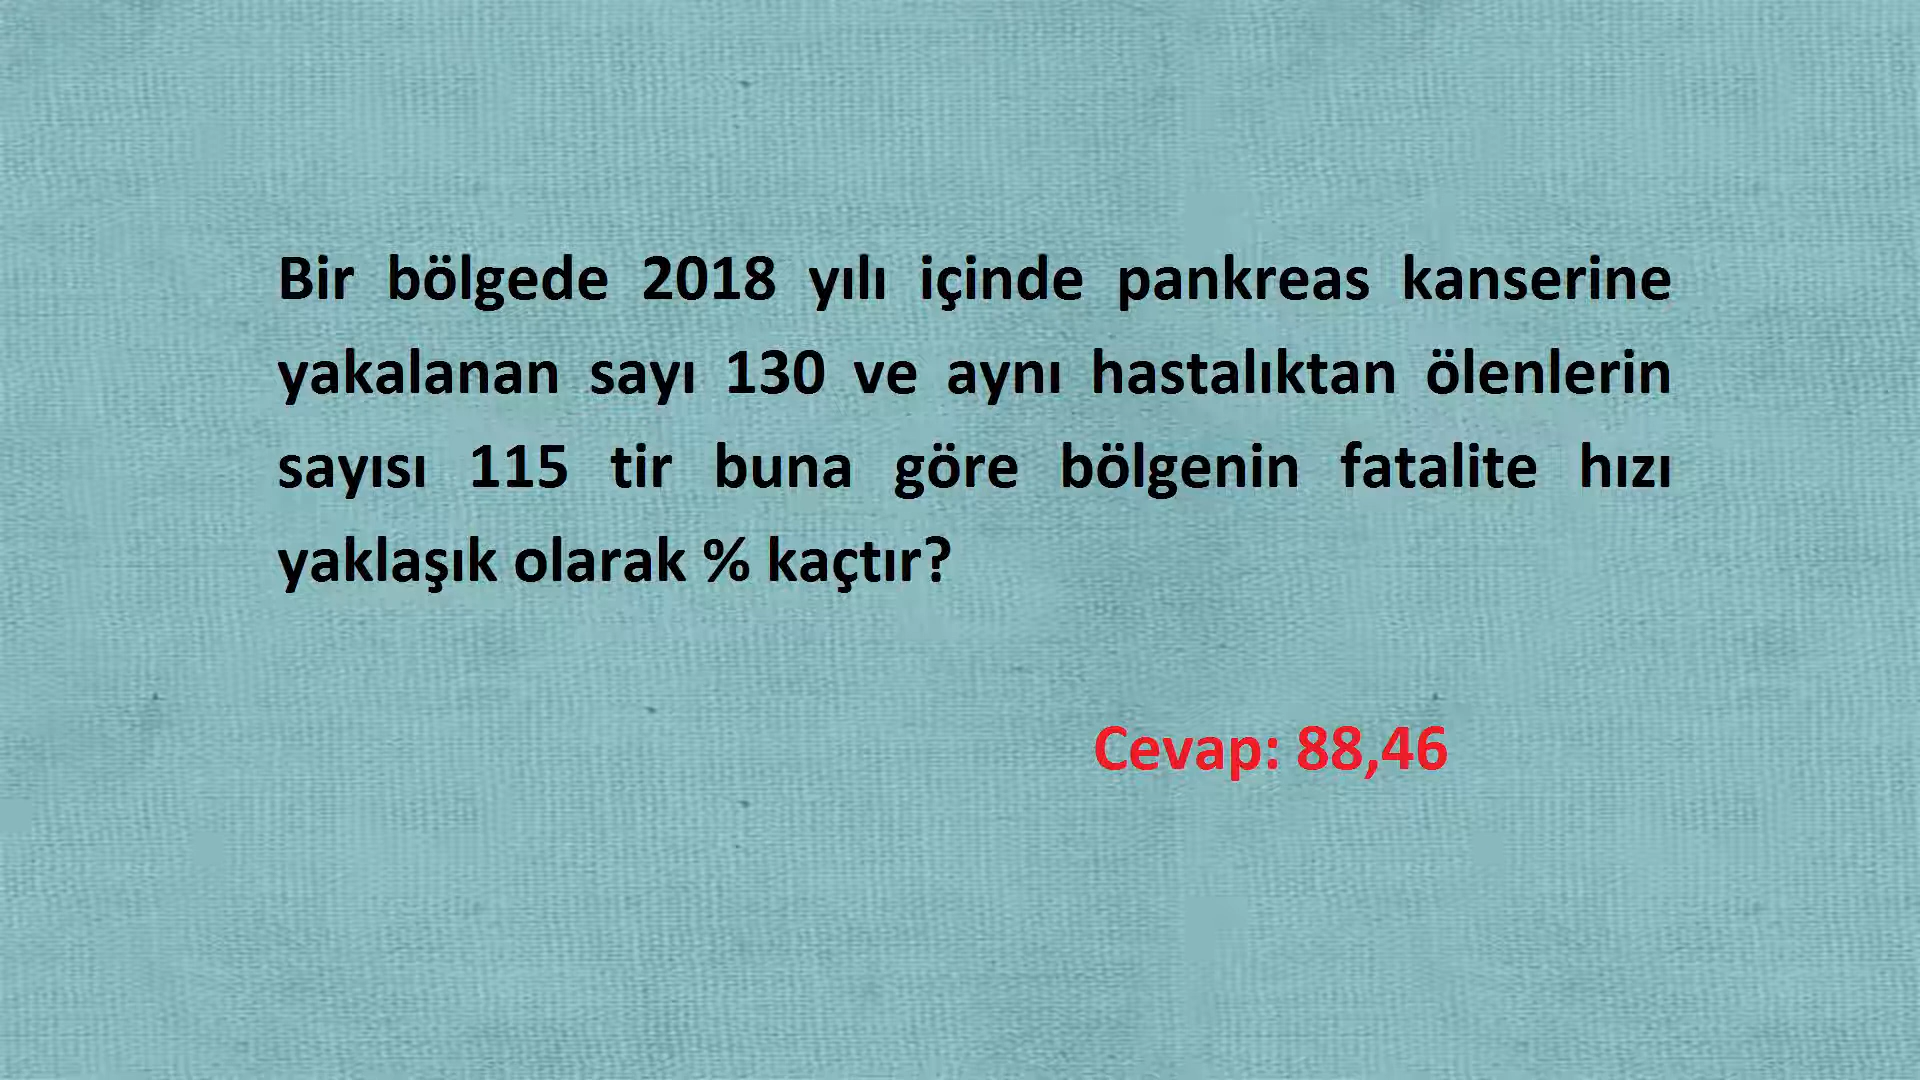 Bir bölgede 2018 yılı içinde pankreas kanserine
yakalanan sayı 130 ve aynı hastalıktan ölenlerin
sayısı 115 tir buna göre bölgenin fatalite hızı
yaklaşık olarak % kaçtır?
Cevap: 88,46